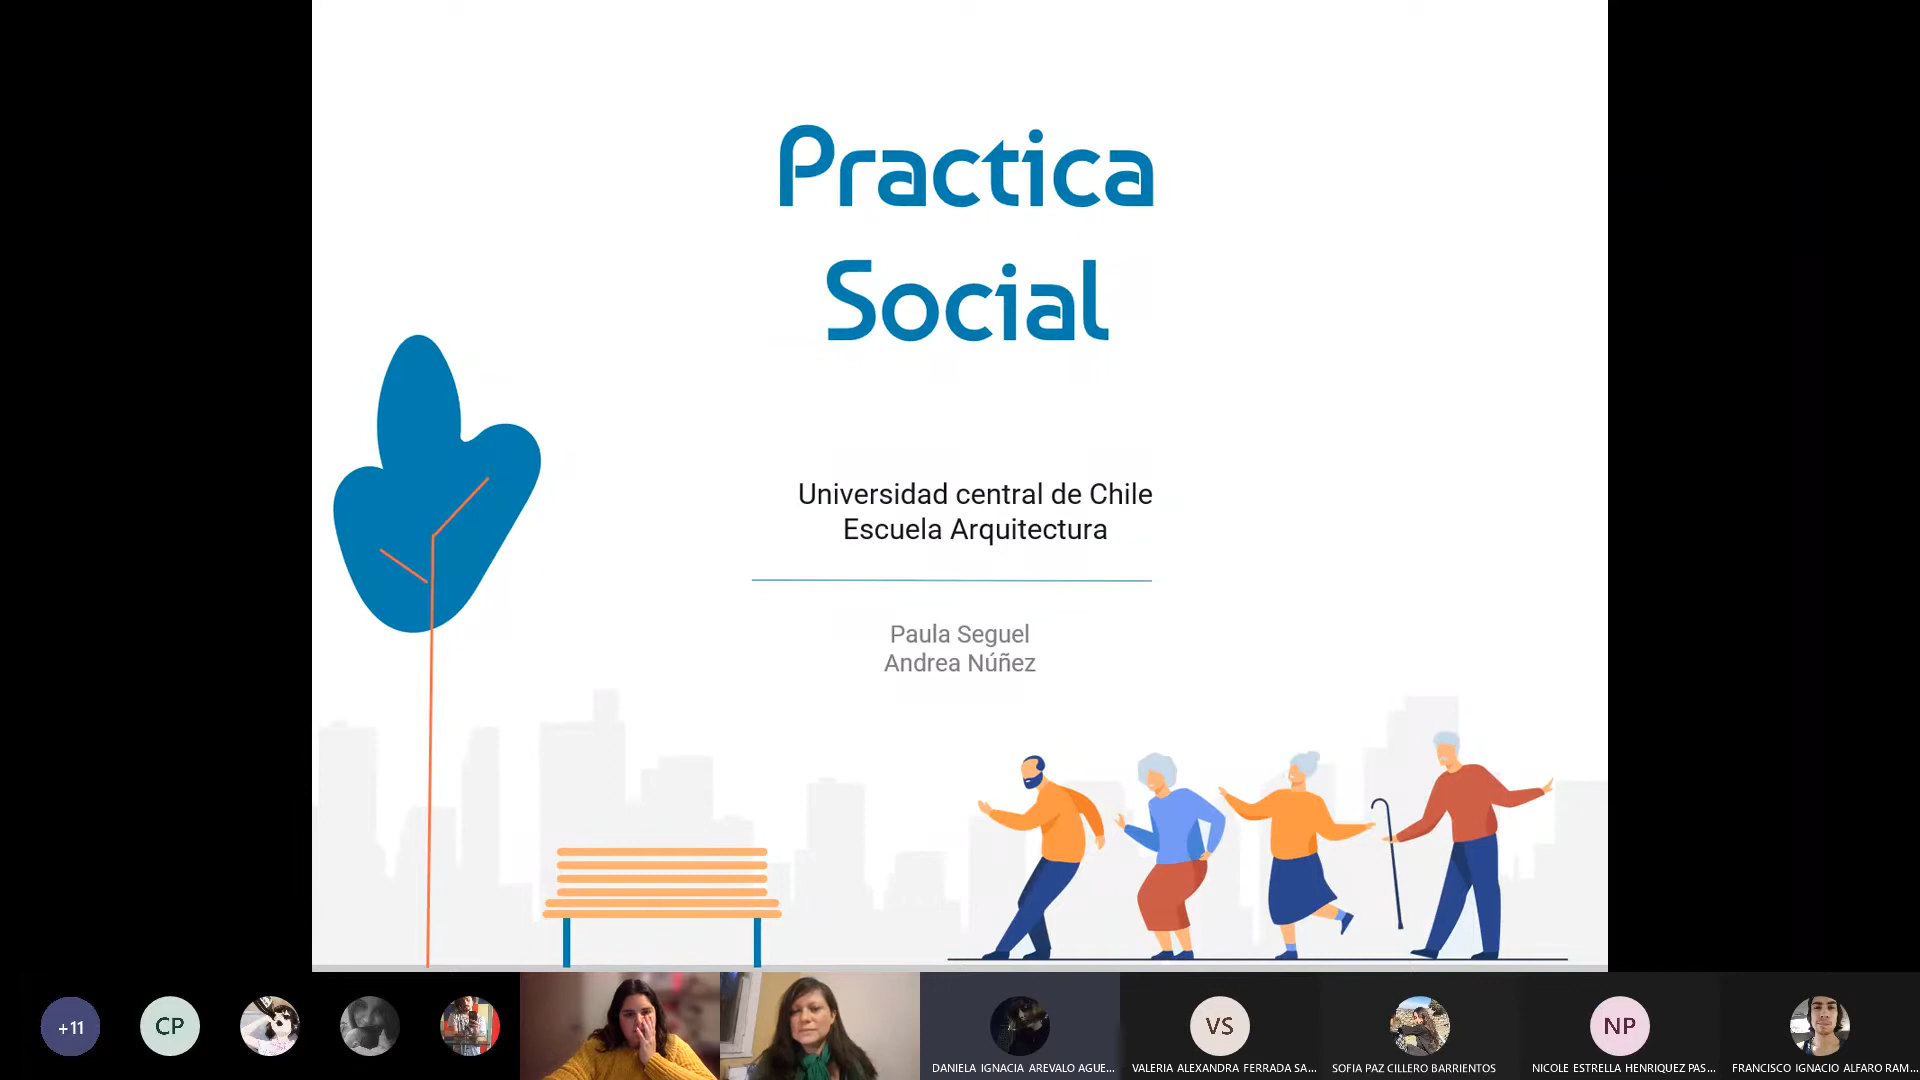 Practica
Social
Universidad central de Chile
Escuela Arquitectura
Paula Seguel
Andrea Núñez
+11
CP
VS
NP
DANIELA IGNACIA AREVALO AGUE...
VALERIA ALEXANDRA FERRADA SA...
SOFIA PAZ CILLERO BARRIENTOS
NICOLE ESTRELLA HENRIQUEZ PAS...
FRANCISCO IGNACIO ALFARO RAM...